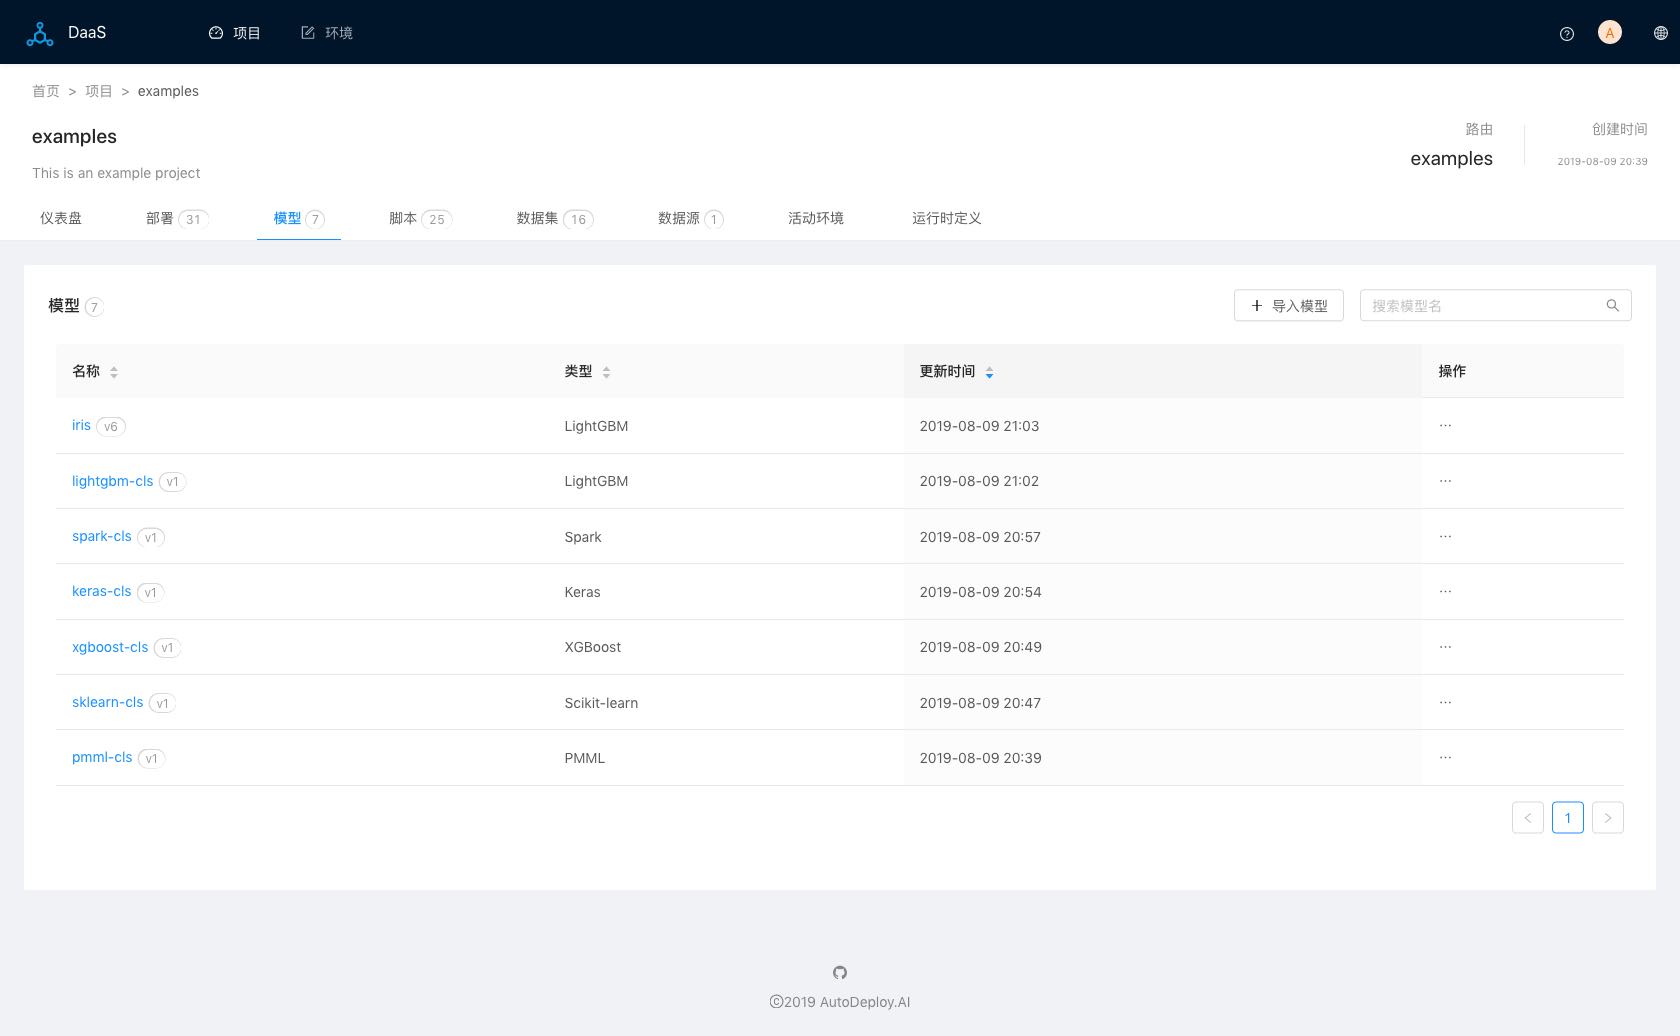 DaaS 项目 环境 A
首页 > 项目 > examples
examples
This is an example project
路由
examples
创建时间
2019-08-09 20:39
仪表盘 部署 31 模型 7 脚本 25 数据集 16 数据源 1 活动环境 运行时定义
模型 7 + 导入模型 搜索模型名
名称 类型 更新时间 操作
iris v6 LightGBM 2019-08-09 21:03 ···
lightgbm-cls v1 LightGBM 2019-08-09 21:02 ···
spark-cls v1 Spark 2019-08-09 20:57 ···
keras-cls v1 Keras 2019-08-09 20:54 ···
xgboost-cls v1 XGBoost 2019-08-09 20:49 ···
sklearn-cls v1 Scikit-learn 2019-08-09 20:47 ···
pmml-cls v1 PMML 2019-08-09 20:39 ···
< 1 >
©2019 AutoDeploy.AI